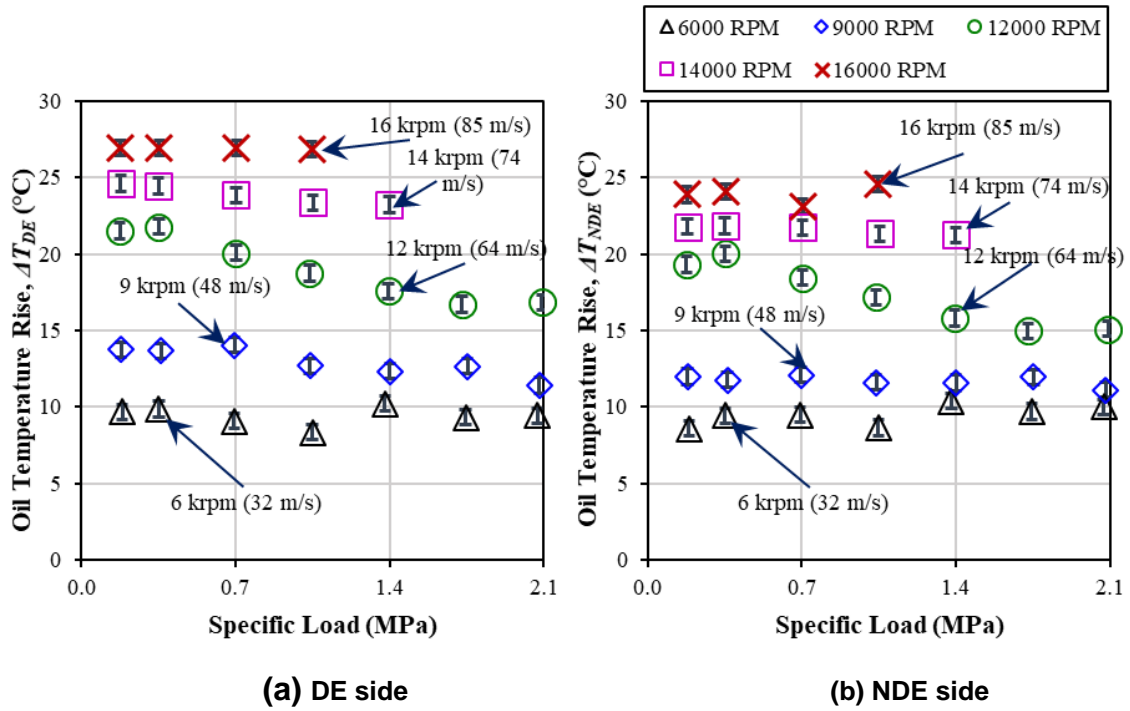 6000 RPM 9000 RPM 12000 RPM
14000 RPM 16000 RPM
Oil Temperature Rise, ΔT_DE (°C)
30
25
20
15
10
5
0
0.0 0.7 1.4 2.1
Specific Load (MPa)
16 krpm (85 m/s)
14 krpm (74
m/s)
12 krpm (64 m/s)
9 krpm (48 m/s)
6 krpm (32 m/s)
(a) DE side
Oil Temperature Rise, ΔT_NDE (°C)
30
25
20
15
10
5
0
0.0 0.7 1.4 2.1
Specific Load (MPa)
16 krpm (85 m/s)
14 krpm (74 m/s)
12 krpm (64 m/s)
9 krpm (48 m/s)
6 krpm (32 m/s)
(b) NDE side